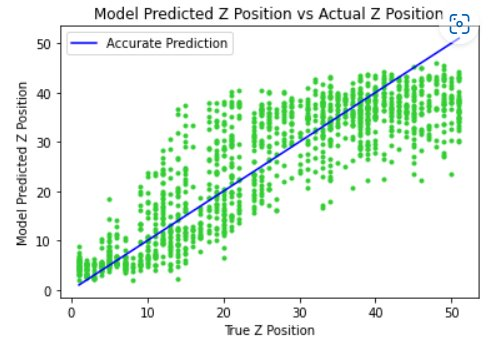 Model Predicted Z Position vs Actual Z Position
Accurate Prediction
Model Predicted Z Position
50
40
30
20
10
0
0 10 20 30 40 50
True Z Position